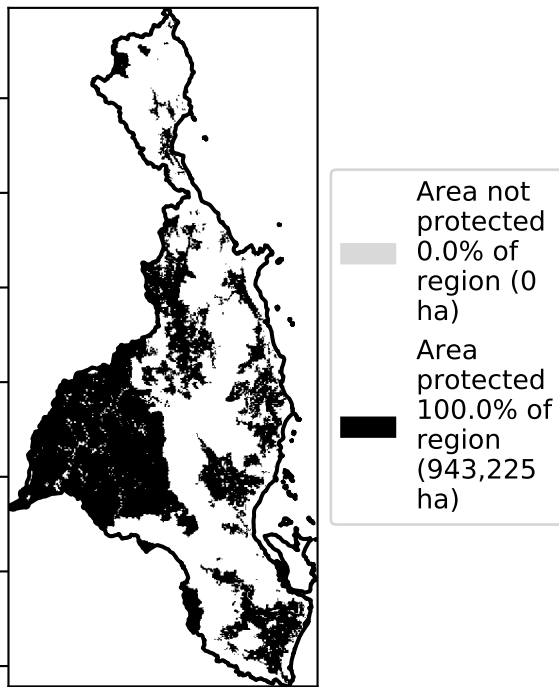 Area not
protected
0.0% of
region (0
ha)
Area
protected
100.0% of
region
(943,225
ha)